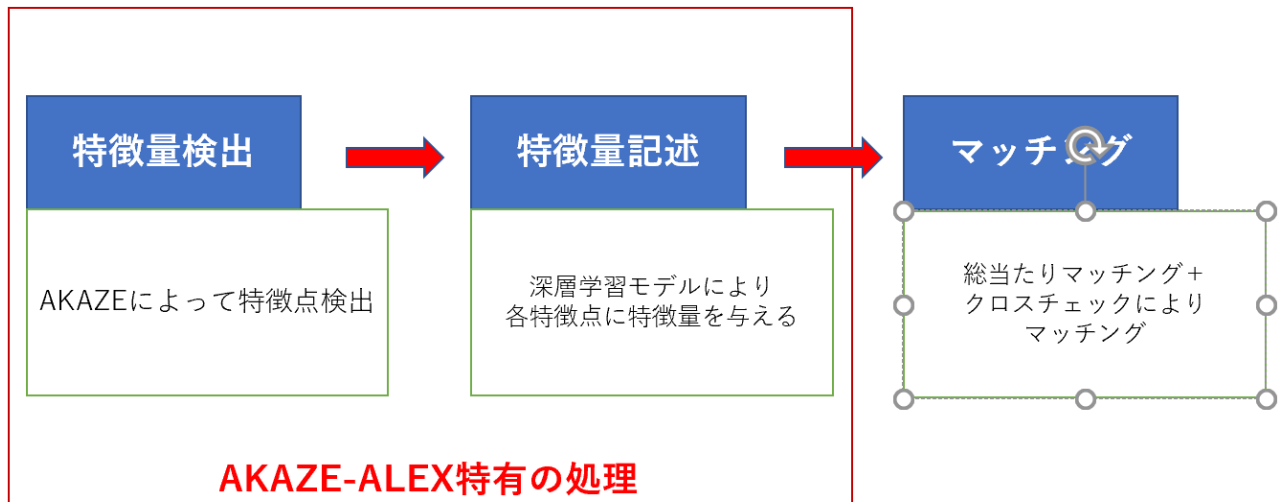 特徴量検出
特徴量記述
マッチング
AKAZEによって特徴点検出
深層学習モデルにより
各特徴点に特徴量を与える
総当たりマッチング＋
クロスチェックにより
マッチング
AKAZE-ALEX特有の処理